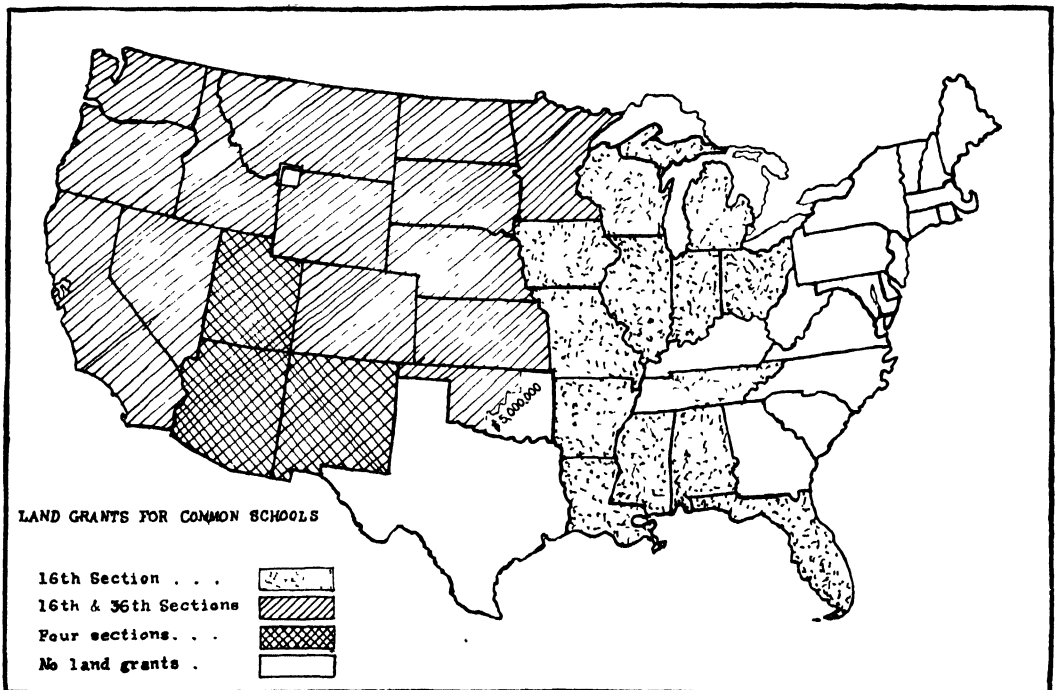 $5,000,000
LAND GRANTS FOR COMMON SCHOOLS
16th Section . . .
16th & 36th Sections
Four sections. . .
No land grants .